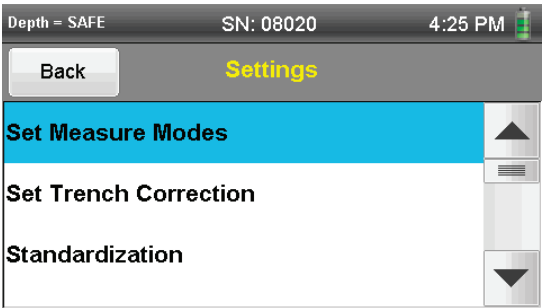 Depth = SAFE SN: 08020 4:25 PM
Back Settings
Set Measure Modes
Set Trench Correction
Standardization